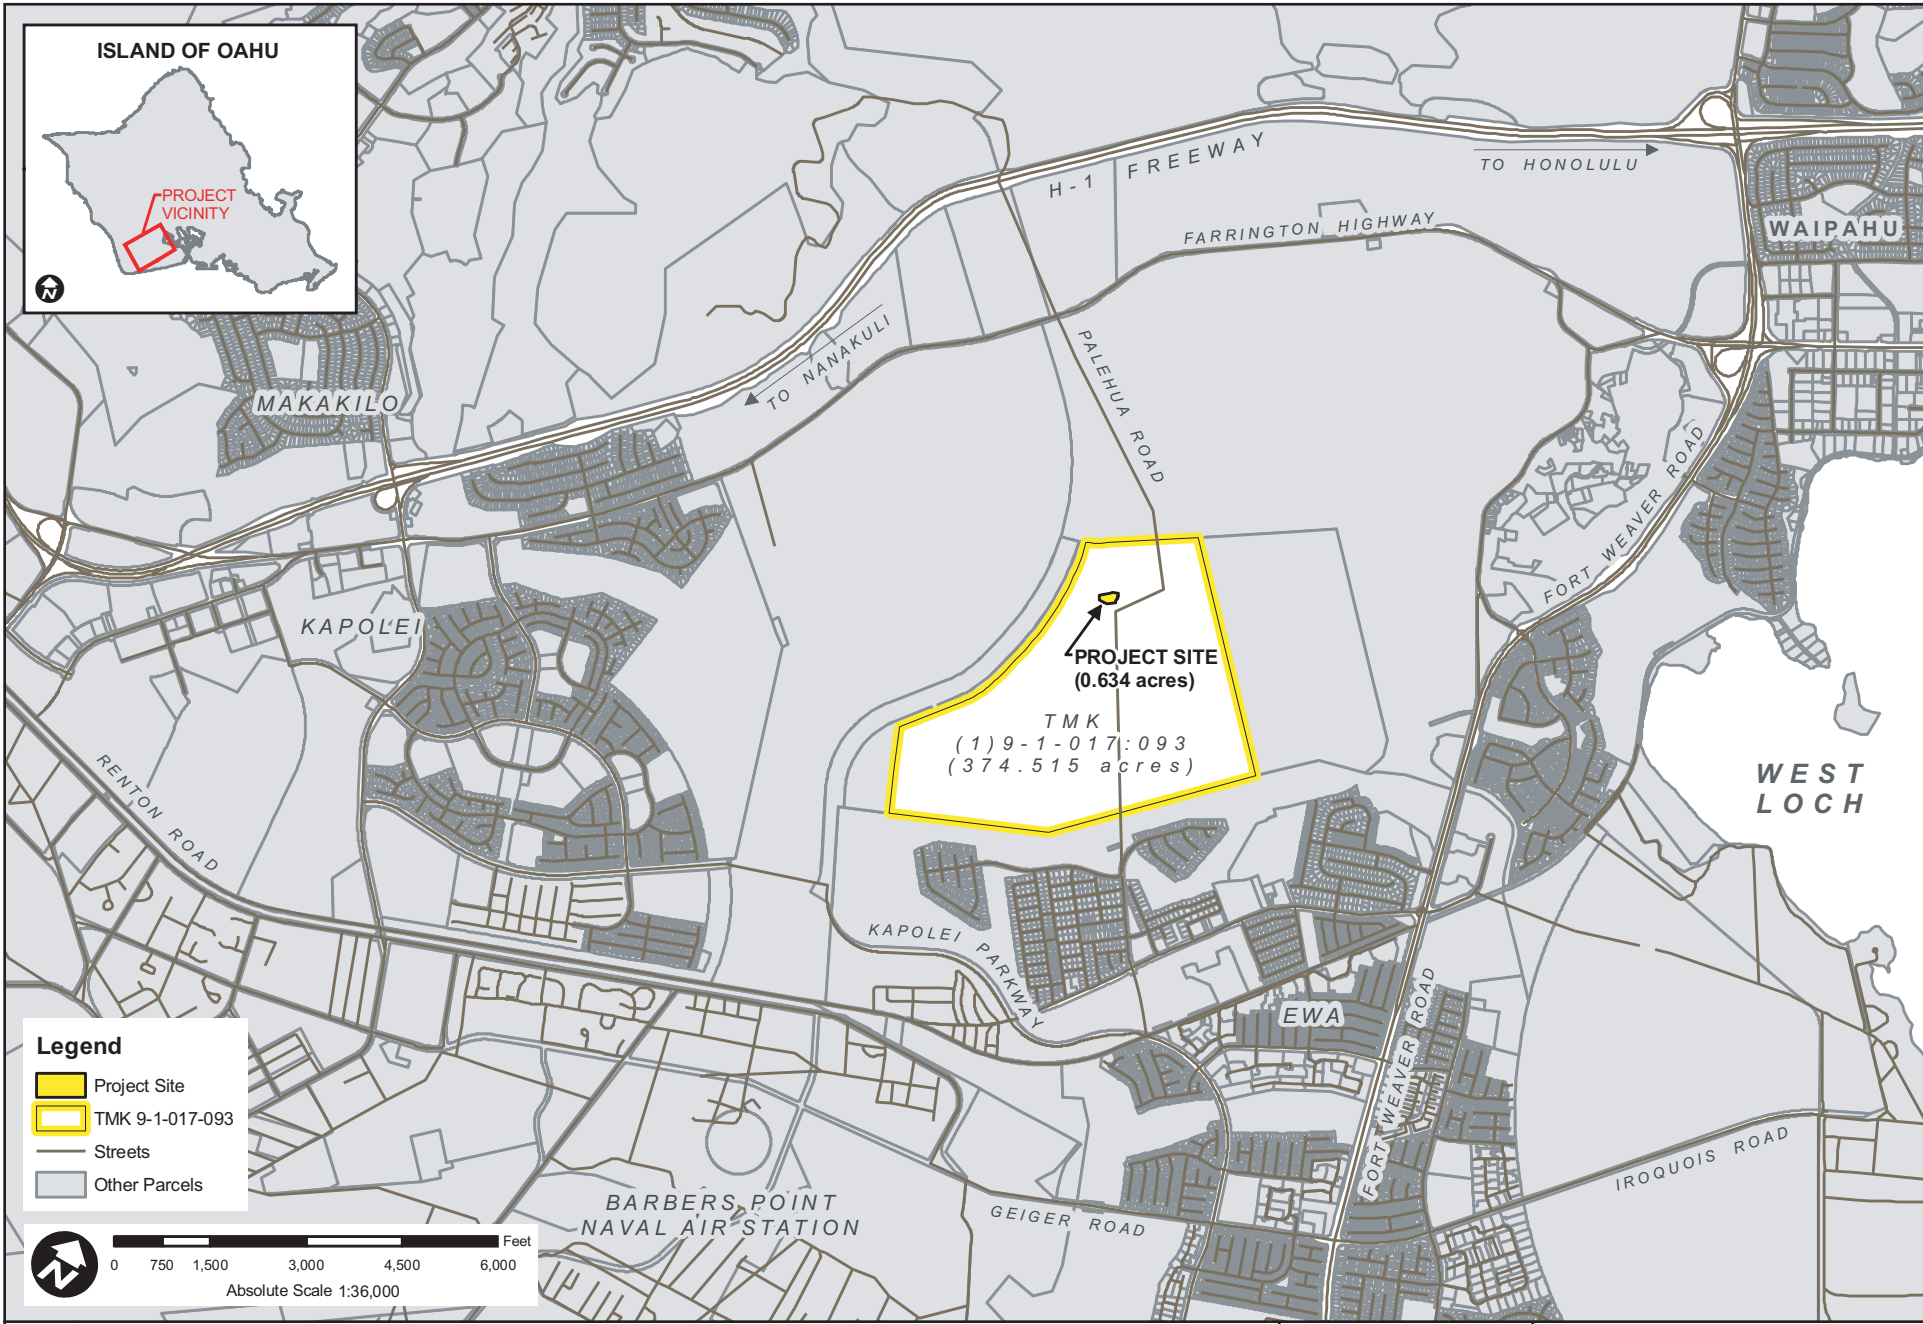 ISLAND OF OAHU
PROJECT
VICINITY
N
H-1 FREEWAY
TO HONOLULU
FARRINGTON HIGHWAY
WAIPAHU
TO NANAKULI
PALEHUA ROAD
MAKAKILO
FORT WEAVER ROAD
KAPOLEI
PROJECT SITE
(0.634 acres)
TMK
(1)9-1-017:093
(374.515 acres)
WEST
LOCH
RENTON ROAD
KAPOLEI PARKWAY
EWA
FORT WEAVER ROAD
IROQUOIS ROAD
BARBERS POINT
NAVAL AIR STATION
GEIGER ROAD
Legend
Project Site
TMK 9-1-017-093
Streets
Other Parcels
N
Feet
0 750 1,500 3,000 4,500 6,000
Absolute Scale 1:36,000